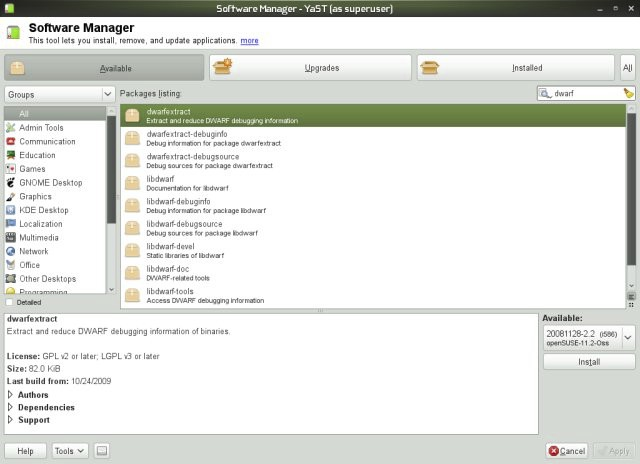 Software Manager - YaST (as superuser)
Software Manager
This tool lets you install, remove, and update applications. more
Available
Upgrades
Installed
All
Groups
Packages listing:
dwarf
All
Admin Tools
Communication
Education
Games
GNOME Desktop
Graphics
KDE Desktop
Localization
Multimedia
Network
Office
Other Desktops
Programming
Detailed
dwarfextract
Extract and reduce DWARF debugging information
dwarfextract-debuginfo
Debug information for package dwarfextract
dwarfextract-debugsource
Debug sources for package dwarfextract
libdwarf
Documentation for libdwarf
libdwarf-debuginfo
Debug information for package libdwarf
libdwarf-debugsource
Debug sources for package libdwarf
libdwarf-devel
Static libraries of libdwarf
libdwarf-doc
DWARF-related tools
libdwarf-tools
Access DWARF debugging information
dwarfextract
Extract and reduce DWARF debugging information of binaries.
License: GPL v2 or later; LGPL v3 or later
Size: 82.0 KiB
Last build from: 10/24/2009
Authors
Dependencies
Support
Available:
20081128-2.2 (i586)
openSUSE-11.2-Oss
Install
Help
Tools
Cancel
Apply